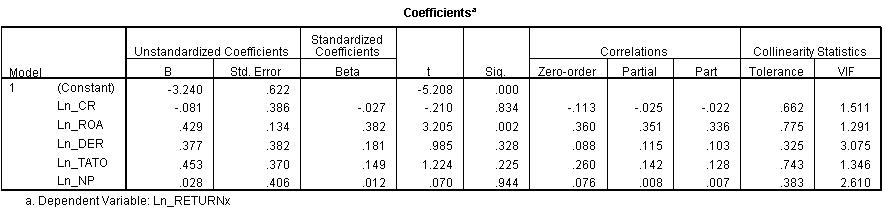 Coefficientsa
Unstandardized Coefficients Standardized Coefficients Correlations Collinearity Statistics
Model B Std. Error Beta t Sig. Zero-order Partial Part Tolerance VIF
1 (Constant) -3.240 .622 -5.208 .000
Ln_CR -.081 .386 -.027 -.210 .834 -.113 -.025 -.022 .662 1.511
Ln_ROA .429 .134 .382 3.205 .002 .360 .351 .336 .775 1.291
Ln_DER .377 .382 .181 .985 .328 .088 .115 .103 .325 3.075
Ln_TATO .453 .370 .149 1.224 .225 .260 .142 .128 .743 1.346
Ln_NP .028 .406 .012 .070 .944 .076 .008 .007 .383 2.610
a. Dependent Variable: Ln_RETURNx